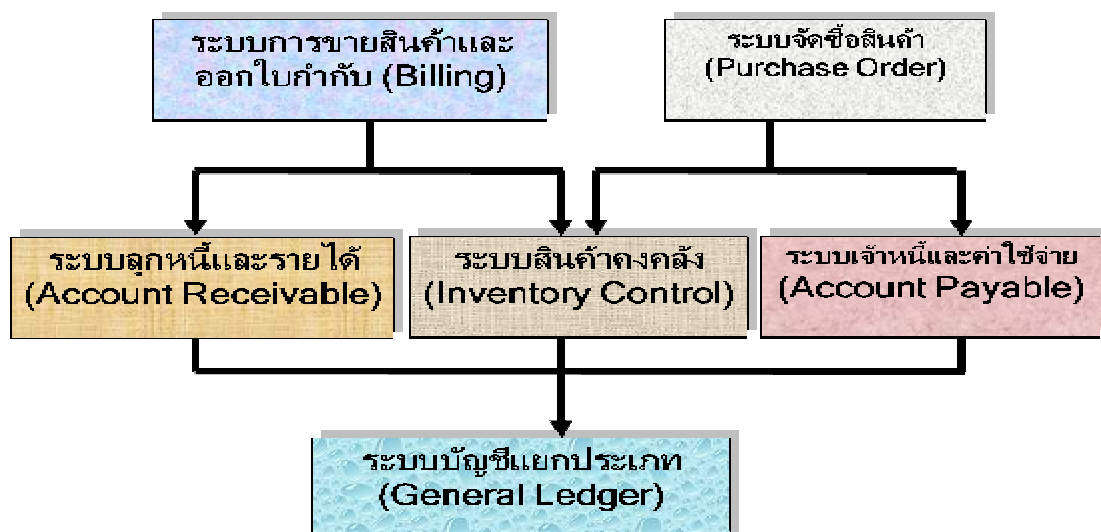 ระบบการขายสินค้าและ
ออกใบกำกับ (Billing)
ระบบจัดซื้อสินค้า
(Purchase Order)
ระบบลูกหนี้และรายได้
(Account Receivable)
ระบบสินค้าคงคลัง
(Inventory Control)
ระบบเจ้าหนี้และค่าใช้จ่าย
(Account Payable)
ระบบบัญชีแยกประเภท
(General Ledger)